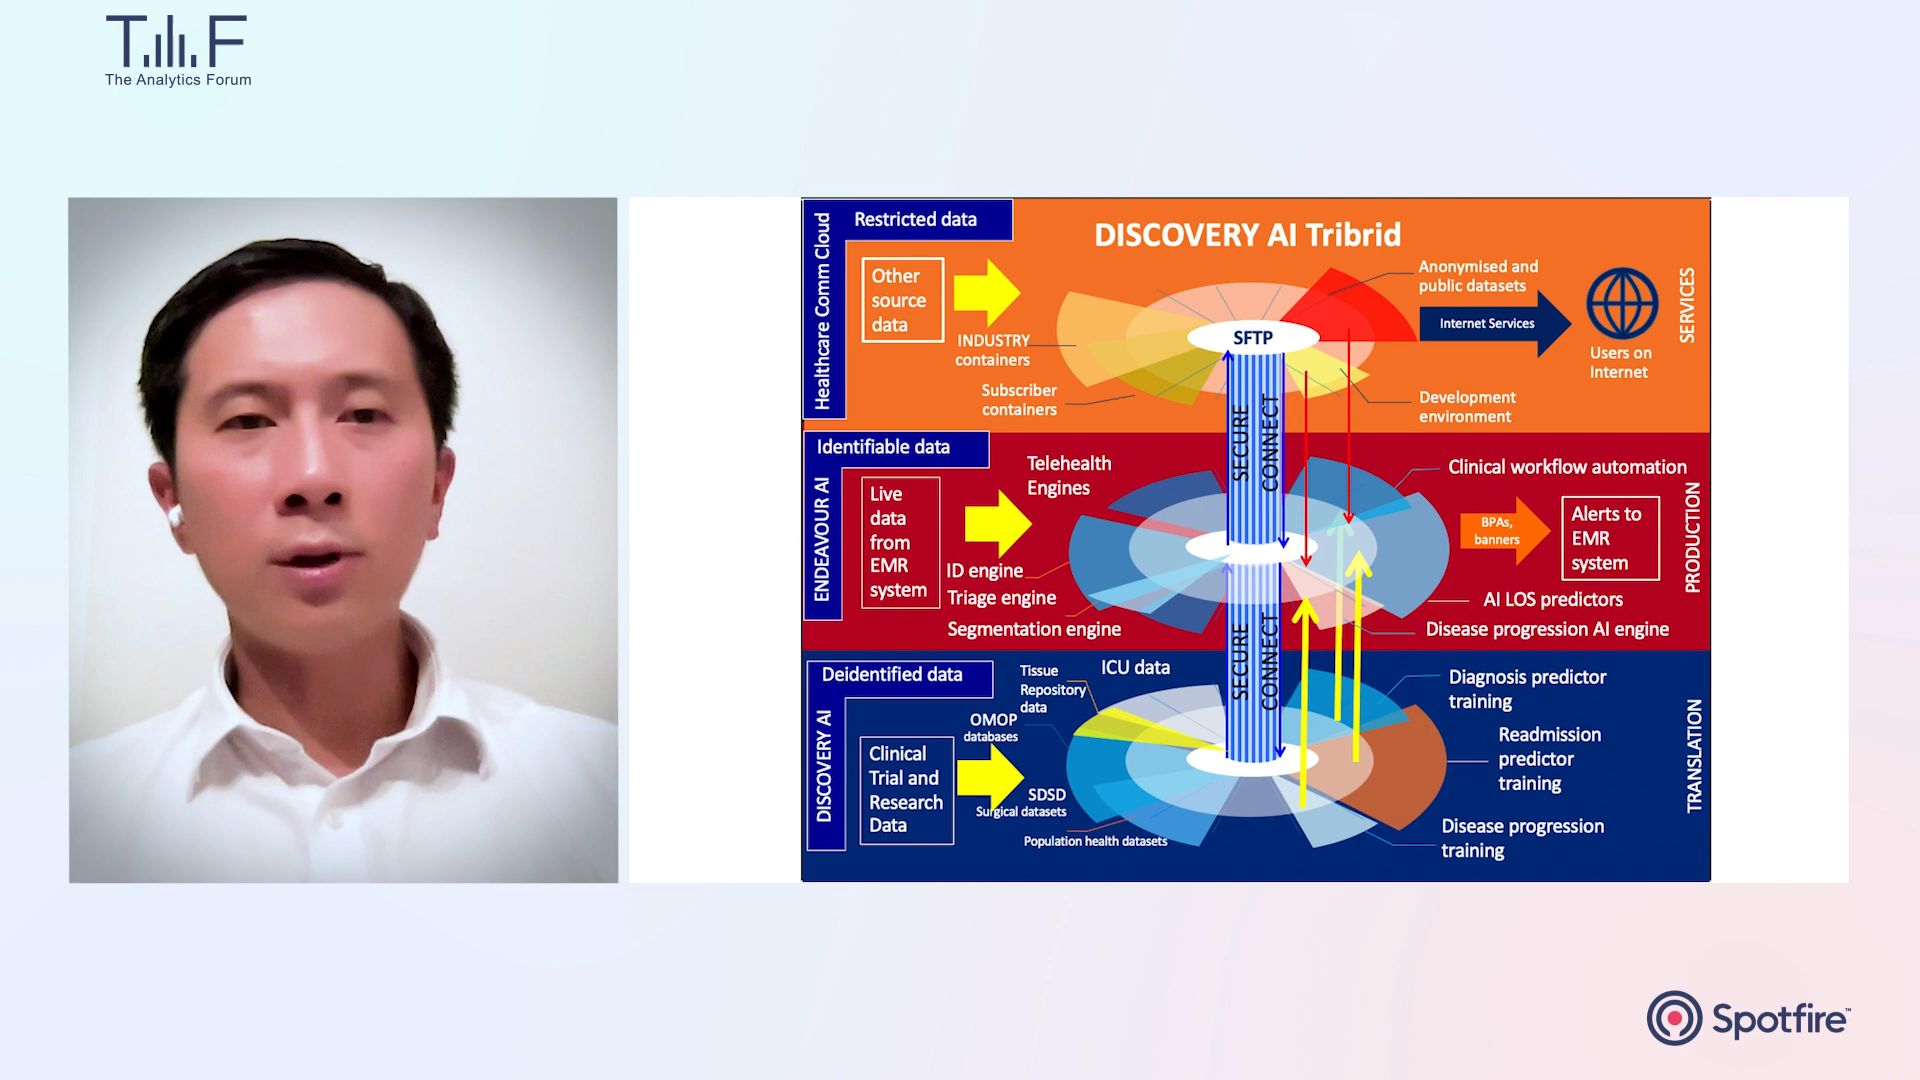 T F
The Analytics Forum
DISCOVERY AI Tribrid
Healthcare Comm Cloud
Restricted data
Other
source
data
INDUSTRY
containers
Subscriber
containers
SFTP
Anonymised and
public datasets
Internet Services
Users on
Internet
Development
environment
SERVICES
SECURE
CONNECT
ENDEAVOUR AI
Identifiable data
Live
data
from
EMR
system
Telehealth
Engines
ID engine
Triage engine
Segmentation engine
Clinical workflow automation
BPAs,
banners
Alerts to
EMR
system
AI LOS predictors
Disease progression AI engine
PRODUCTION
SECURE
CONNECT
DISCOVERY AI
Deidentified data
Clinical
Trial and
Research
Data
Tissue
Repository
data
ICU data
OMOP
databases
SDSD
Surgical datasets
Population health datasets
Diagnosis predictor
training
Readmission
predictor
training
Disease progression
training
TRANSLATION
Spotfire™